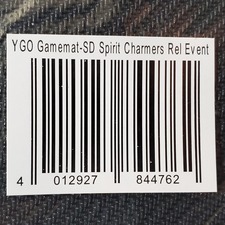 YGO Gamemat-SD Spirit Charmers Rel Event
4 012927 844762